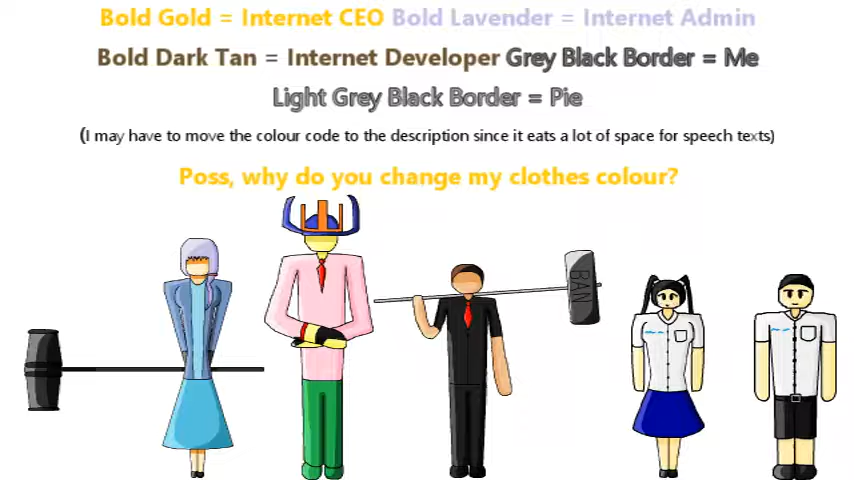 Bold Gold = Internet CEO Bold Lavender = Internet Admin
Bold Dark Tan = Internet Developer Grey Black Border = Me
Light Grey Black Border = Pie
(I may have to move the colour code to the description since it eats a lot of space for speech texts)
Poss, why do you change my clothes colour?
BAN